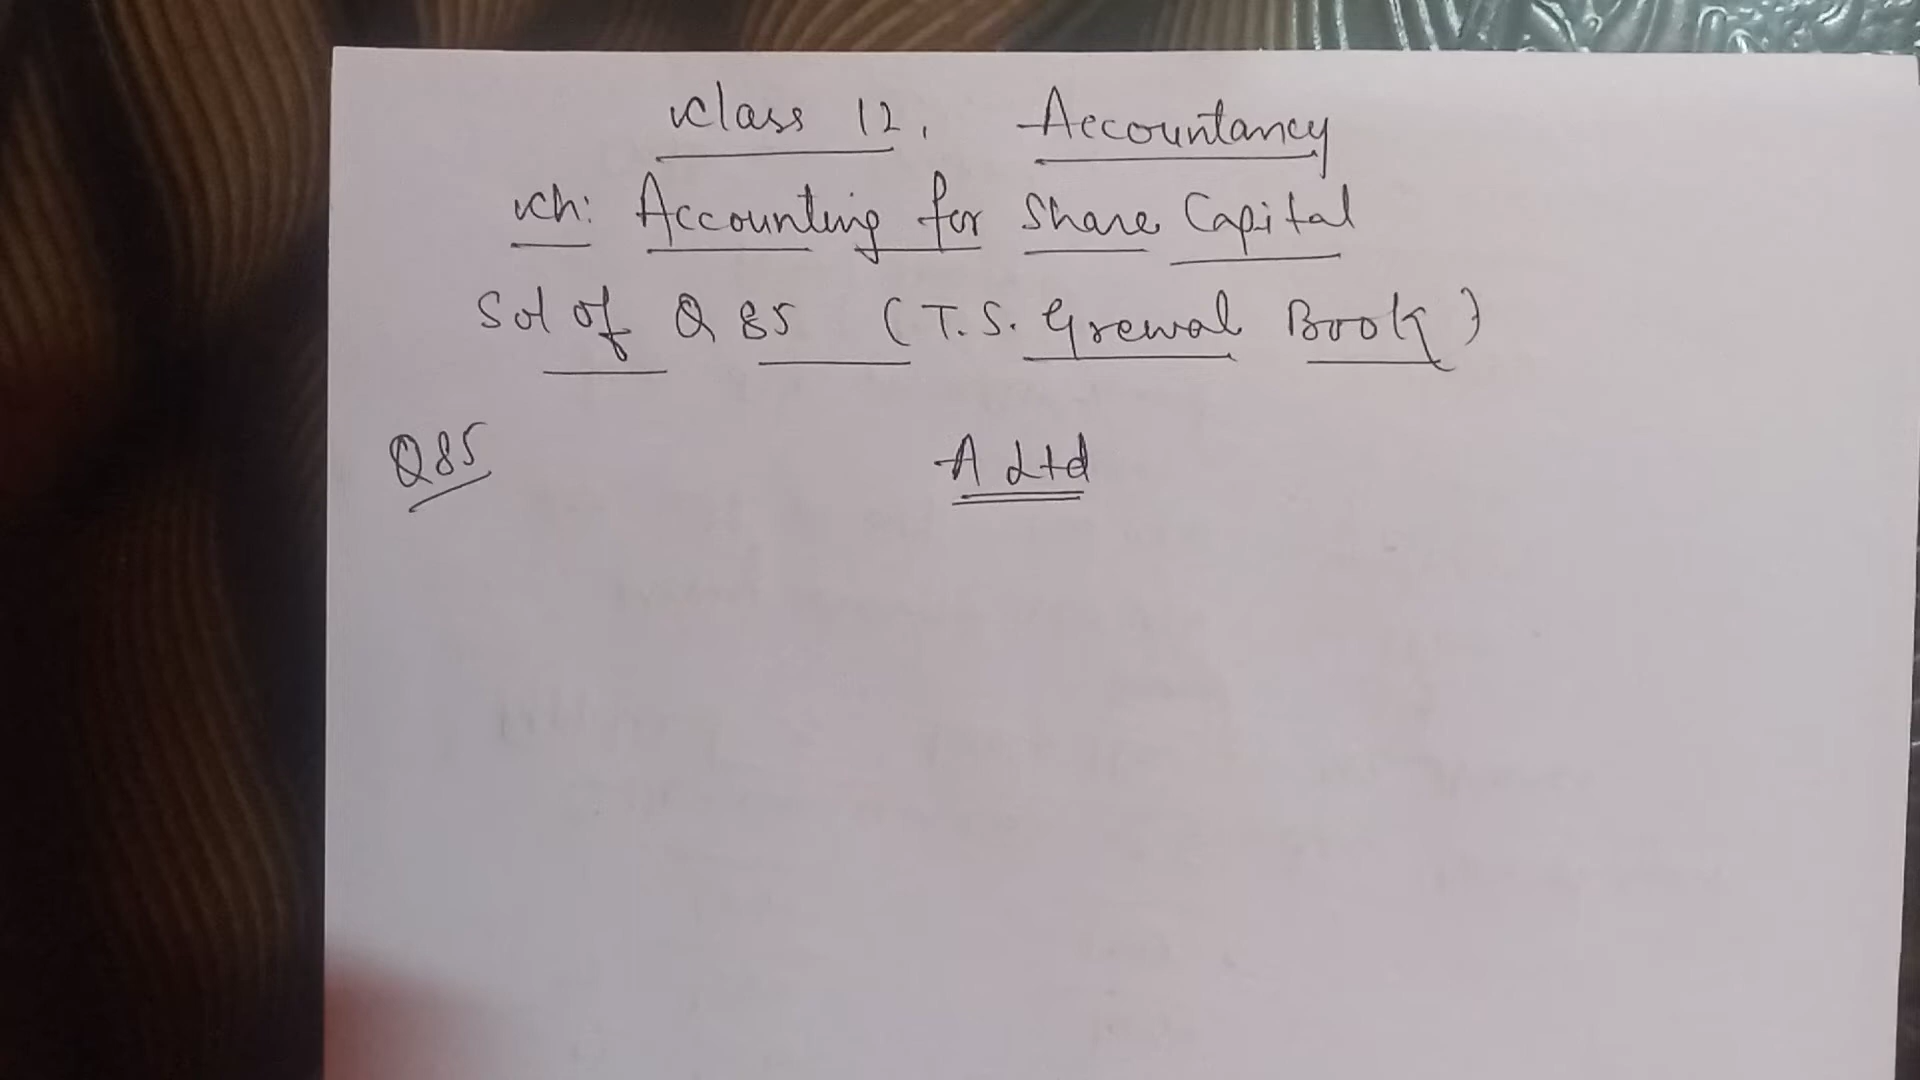 Class 12, Accountancy
Ch: Accounting for Share Capital
Sol of Q 85 (T.S. Grewal Book)
Q85 A Ltd